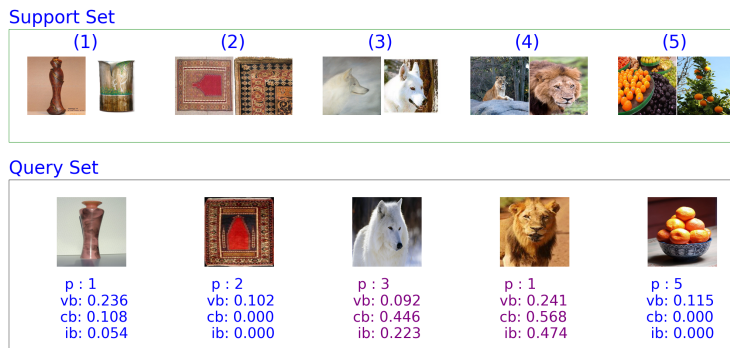 Support Set
(1) (2) (3) (4) (5)
Query Set
p : 1 p : 2 p : 3 p : 1 p : 5
vb: 0.236 vb: 0.102 vb: 0.092 vb: 0.241 vb: 0.115
cb: 0.108 cb: 0.000 cb: 0.446 cb: 0.568 cb: 0.000
ib: 0.054 ib: 0.000 ib: 0.223 ib: 0.474 ib: 0.000